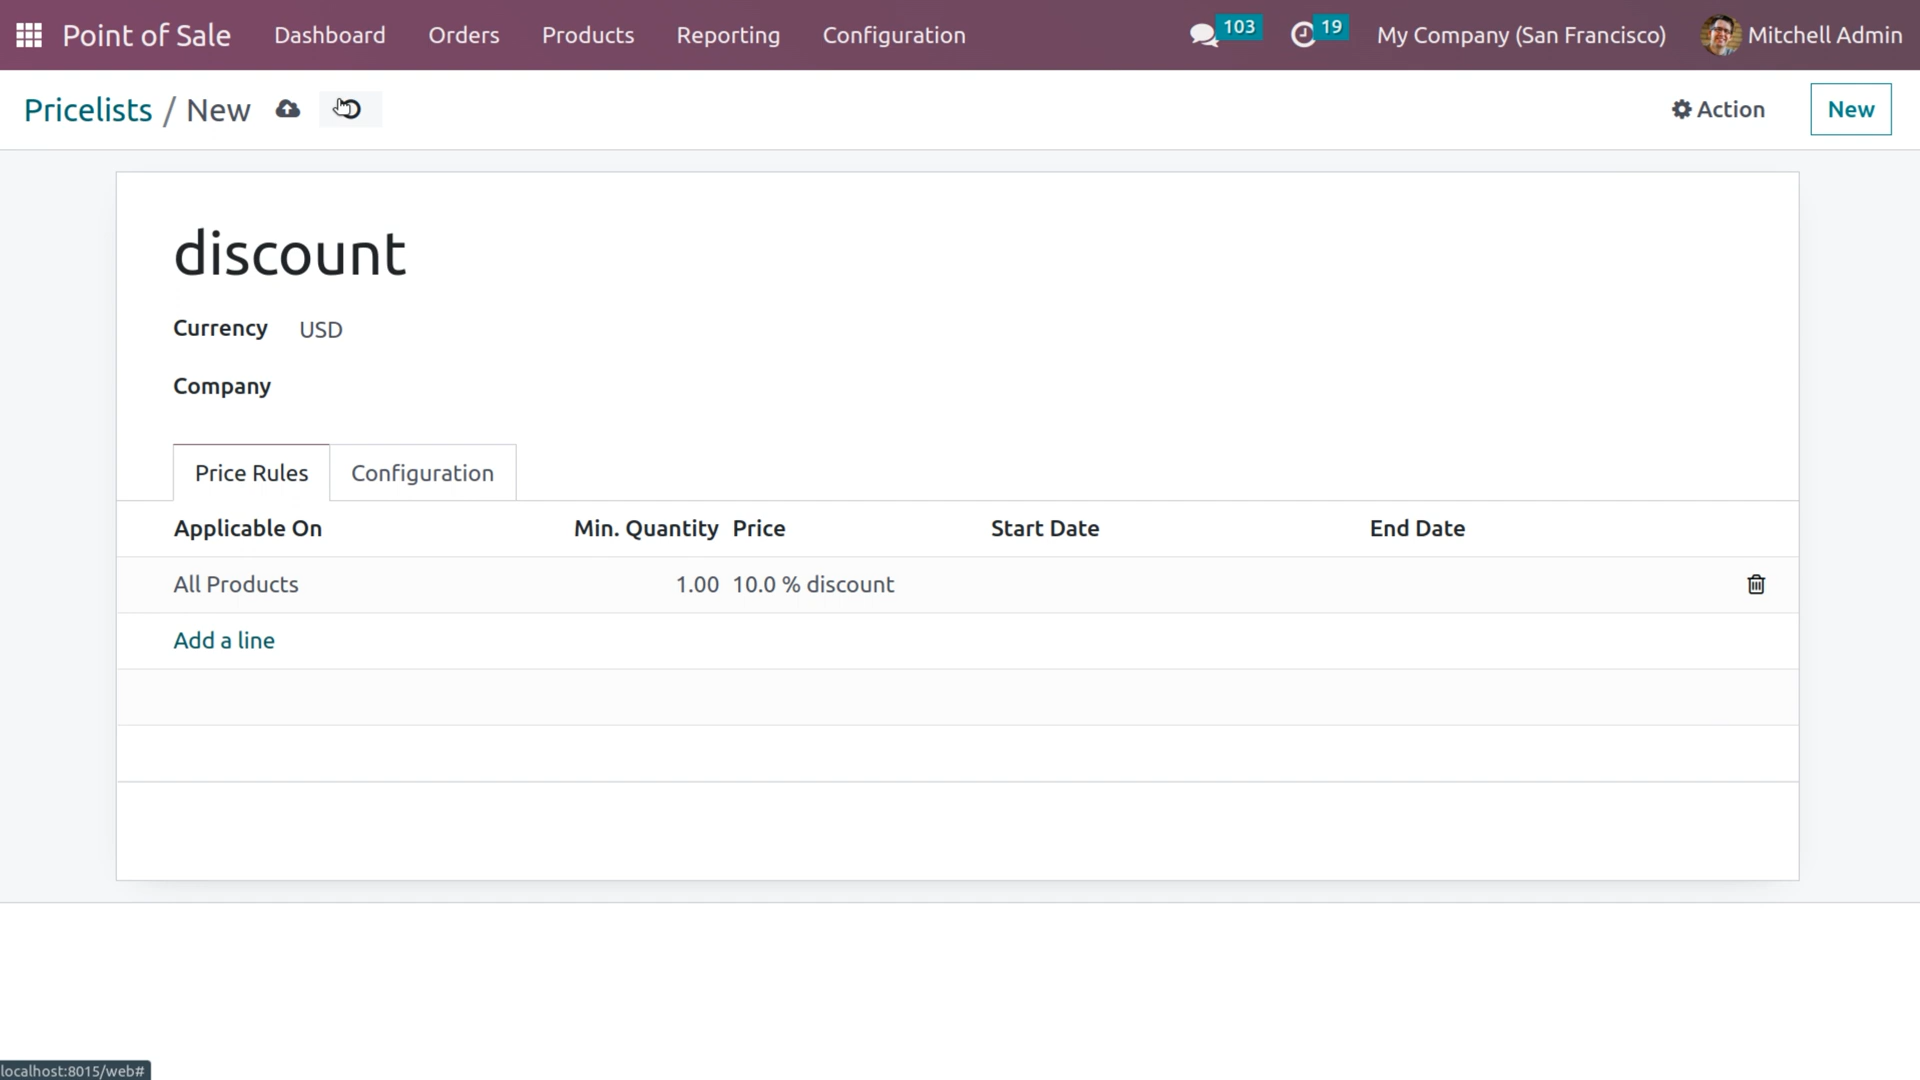 Point of Sale Dashboard Orders Products Reporting Configuration 103 19 My Company (San Francisco) Mitchell Admin
Pricelists / New Action New
discount
Currency USD
Company
Price Rules Configuration
Applicable On Min. Quantity Price Start Date End Date
All Products 1.00 10.0 % discount
Add a line
localhost:8015/web#